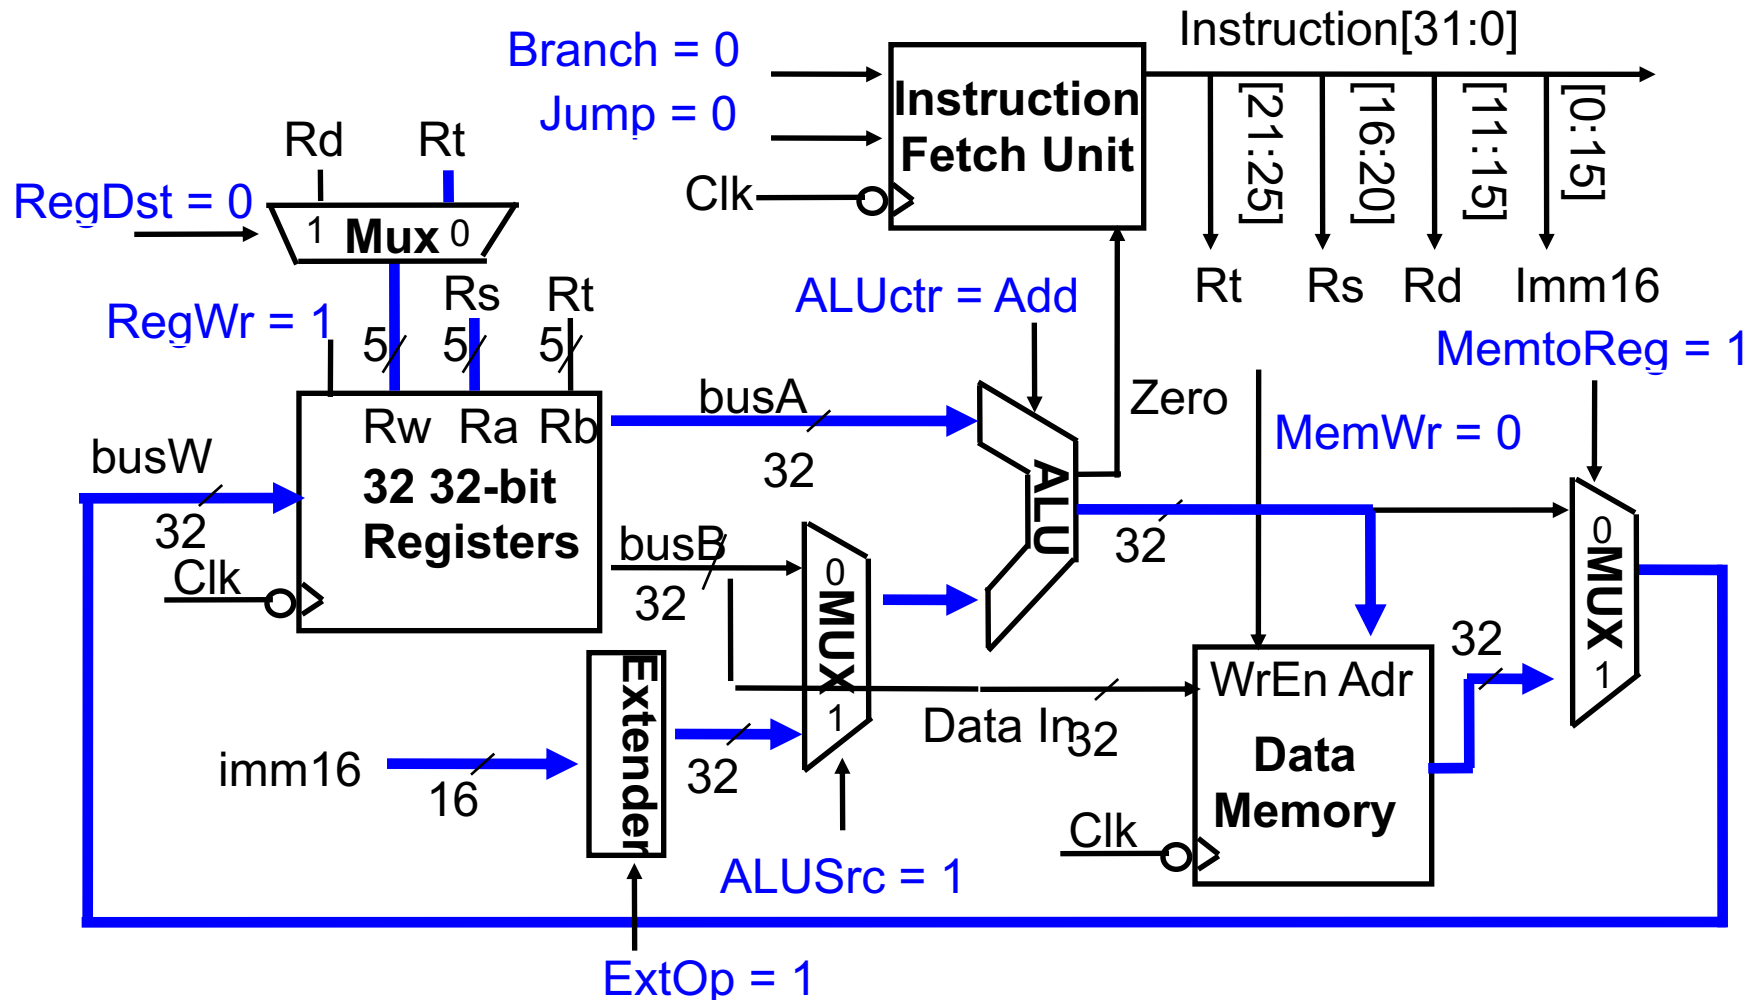 Instruction[31:0]
Branch = 0
Jump = 0
Clk
Instruction
Fetch Unit
[21:25]
[16:20]
[11:15]
[0:15]
Rt
Rs
Rd
Imm16
Rd
Rt
RegDst = 0
1 Mux 0
RegWr = 1
5
Rs
5
Rt
5
ALUctr = Add
Zero
MemWr = 0
MemtoReg = 1
busW
32
Clk
Rw Ra Rb
32 32-bit
Registers
busA
32
busB
32
0
MUX
1
ALU
32
0
MUX
1
imm16
16
Extender
32
ALUSrc = 1
ExtOp = 1
Data In
32
WrEn Adr
Data
Memory
Clk
32